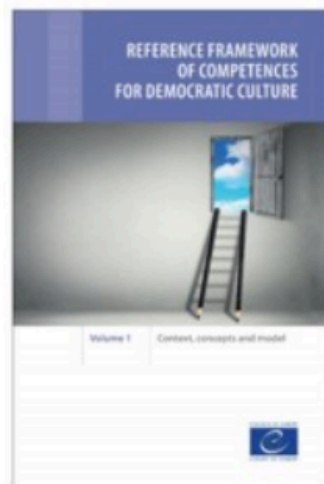 REFERENCE FRAMEWORK
OF COMPETENCES
FOR DEMOCRATIC CULTURE
Volume 1 Context, concepts and model